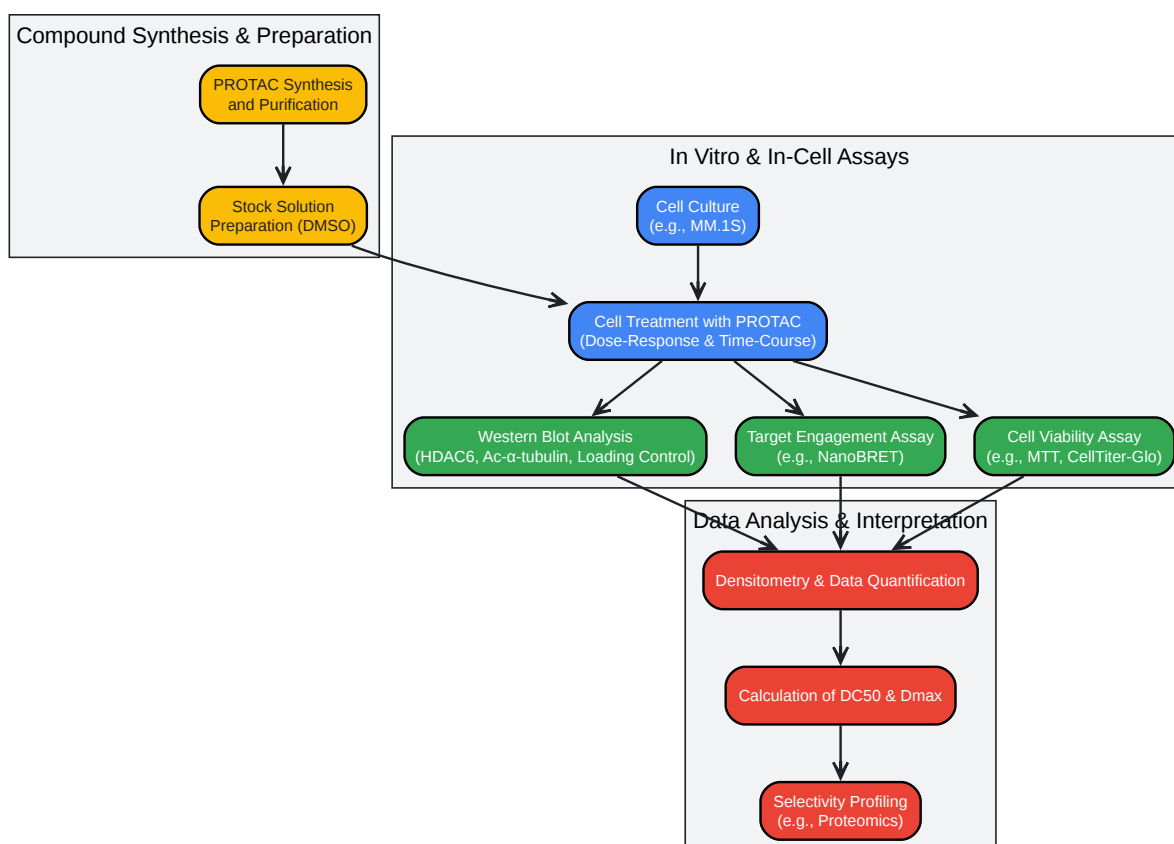 Compound Synthesis & Preparation
PROTAC Synthesis
and Purification
Stock Solution
Preparation (DMSO)
In Vitro & In-Cell Assays
Cell Culture
(e.g., MM.1S)
Cell Treatment with PROTAC
(Dose-Response & Time-Course)
Western Blot Analysis
(HDAC6, Ac-α-tubulin, Loading Control)
Target Engagement Assay
(e.g., NanoBRET)
Cell Viability Assay
(e.g., MTT, CellTiter-Glo)
Data Analysis & Interpretation
Densitometry & Data Quantification
Calculation of DC50 & Dmax
Selectivity Profiling
(e.g., Proteomics)